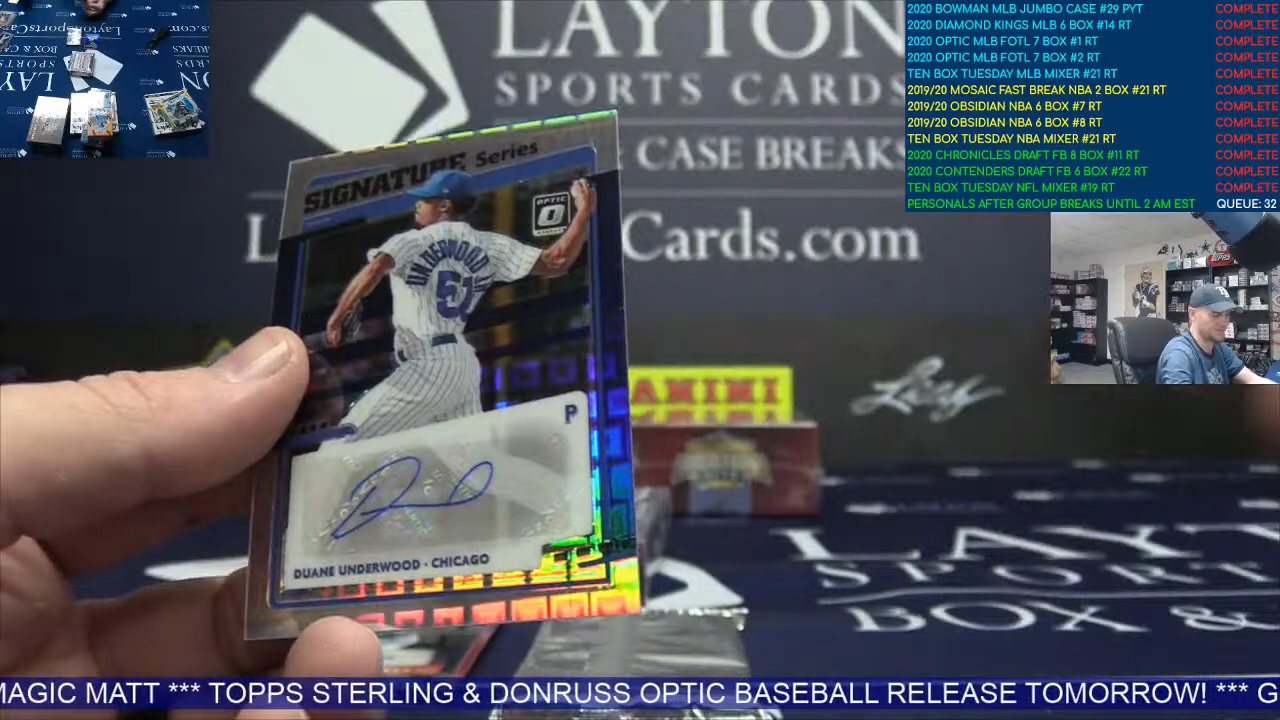 LAYTON
SPORTS CARDS
CASE BREAKS
Cards.com
2020 BOWMAN MLB JUMBO CASE #29 PYT COMPLETE
2020 DIAMOND KINGS MLB 6 BOX #14 RT COMPLETE
2020 OPTIC MLB FOTL 7 BOX #1 RT COMPLETE
2020 OPTIC MLB FOTL 7 BOX #2 RT COMPLETE
TEN BOX TUESDAY MLB MIXER #21 RT COMPLETE
2019/20 MOSAIC FAST BREAK NBA 2 BOX #21 RT COMPLETE
2019/20 OBSIDIAN NBA 6 BOX #7 RT COMPLETE
2019/20 OBSIDIAN NBA 6 BOX #8 RT COMPLETE
TEN BOX TUESDAY NBA MIXER #21 RT COMPLETE
2020 CHRONICLES DRAFT FB 8 BOX #11 RT COMPLETE
2020 CONTENDERS DRAFT FB 6 BOX #22 RT COMPLETE
TEN BOX TUESDAY NFL MIXER #19 RT COMPLETE
PERSONALS AFTER GROUP BREAKS UNTIL 2 AM EST QUEUE: 32
SIGNATURE Series
OPTIC
UNDERWOOD
51
P
DUANE UNDERWOOD · CHICAGO
PANINI
Leaf
LAYT
SPORT
BOX &
MAGIC MATT *** TOPPS STERLING & DONRUSS OPTIC BASEBALL RELEASE TOMORROW! *** G